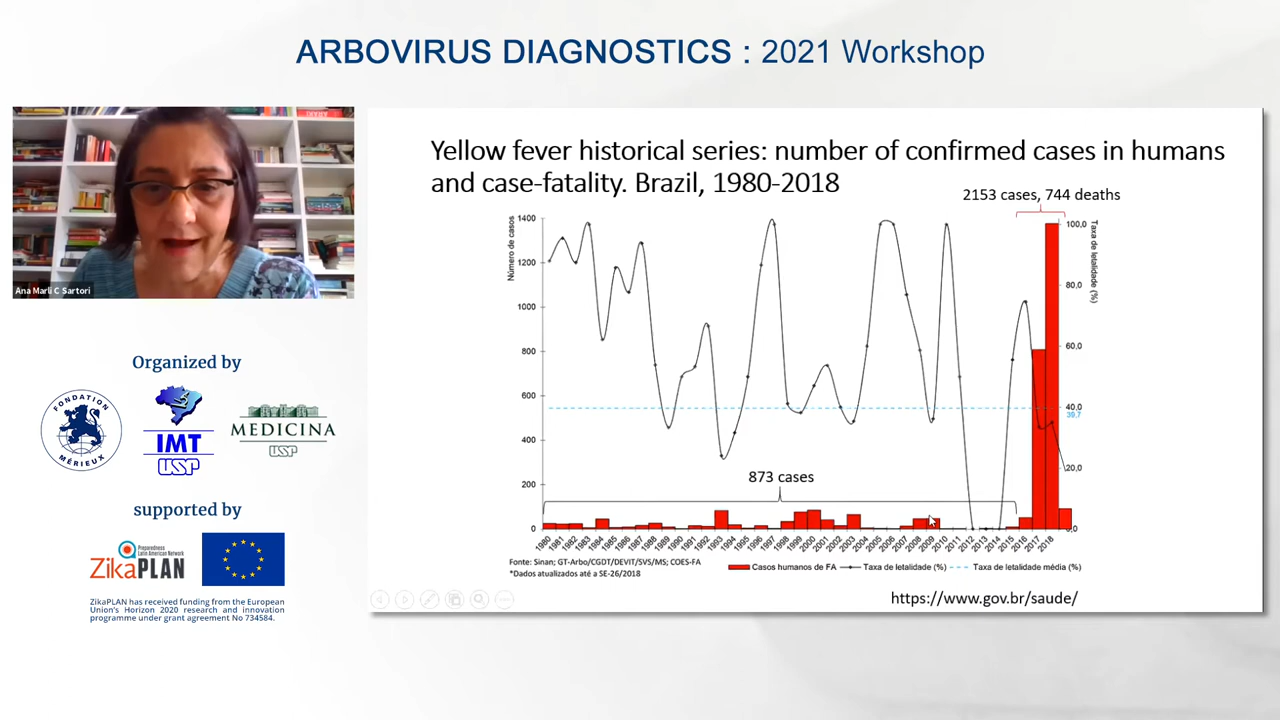 ARBOVIRUS DIAGNOSTICS : 2021 Workshop
Ana Marli C Sartori
Organized by
FONDATION
MÉRIEUX
IMT
USP
MEDICINA
USP
supported by
Preparedness
Latin American Network
ZikaPLAN
ZikaPLAN has received funding from the European
Union's Horizon 2020 research and innovation
programme under grant agreement No 734584.
Yellow fever historical series: number of confirmed cases in humans
and case-fatality. Brazil, 1980-2018
2153 cases, 744 deaths
Número de casos
1400
1200
1000
800
600
400
200
0
100,0
80,0
60,0
40,0
39,7
20,0
0,0
Taxa de letalidade (%)
873 cases
1980 1981 1982 1983 1984 1985 1986 1987 1988 1989 1990 1991 1992 1993 1994 1995 1996 1997 1998 1999 2000 2001 2002 2003 2004 2005 2006 2007 2008 2009 2010 2011 2012 2013 2014 2015 2016 2017 2018
Fonte: Sinan; GT-Arbo/CGDT/DEVIT/SVS/MS; COES-FA
*Dados atualizados até a SE-26/2018
Casos humanos de FA
Taxa de letalidade (%)
Taxa de letalidade média (%)
https://www.gov.br/saude/